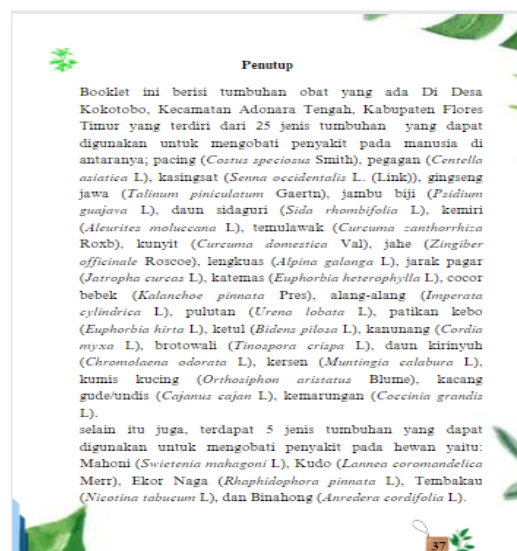 Penutup
Booklet ini berisi tumbuhan obat yang ada Di Desa
Kokotobo, Kecamatan Adonara Tengah, Kabupaten Flores
Timur yang terdiri dari 25 jenis tumbuhan yang dapat
digunakan untuk mengobati penyakit pada manusia di
antaranya; pacing (Costus speciosus Smith), pegagan (Centella
asiatica L), kasingsat (Senna occidentalis L. (Link)), gingseng
jawa (Talinum piniculatum Gaertn), jambu biji (Psidium
guajava L), daun sidaguri (Sida rhombifolia L), kemiri
(Aleurites moluccana L), temulawak (Curcuma zanthorrhiza
Roxb), kunyit (Curcuma domestica Val), jahe (Zingiber
officinale Roscoe), lengkuas (Alpina galanga L), jarak pagar
(Jatropha curcas L), katemas (Euphorbia heterophylla L), cocor
bebek (Kalanchoe pinnata Pres), alang-alang (Imperata
cylindrica L), pulutan (Urena lobata L), patikan kebo
(Euphorbia hirta L), ketul (Bidens pilosa L), kanunang (Cordia
myxa L), brotowali (Tinospora crispa L), daun kirinyuh
(Chromolaena odorata L), kersen (Muntingia calabura L),
kumis kucing (Orthosiphon aristatus Blume), kacang
gude/undis (Cajanus cajan L), kemarungan (Coccinia grandis
L).
selain itu juga, terdapat 5 jenis tumbuhan yang dapat
digunakan untuk mengobati penyakit pada hewan yaitu:
Mahoni (Swietenia mahagoni L), Kudo (Lannea coromandelica
Merr), Ekor Naga (Rhaphidophora pinnata L), Tembakau
(Nicotina tabucum L), dan Binahong (Anredera cordifolia L).
37